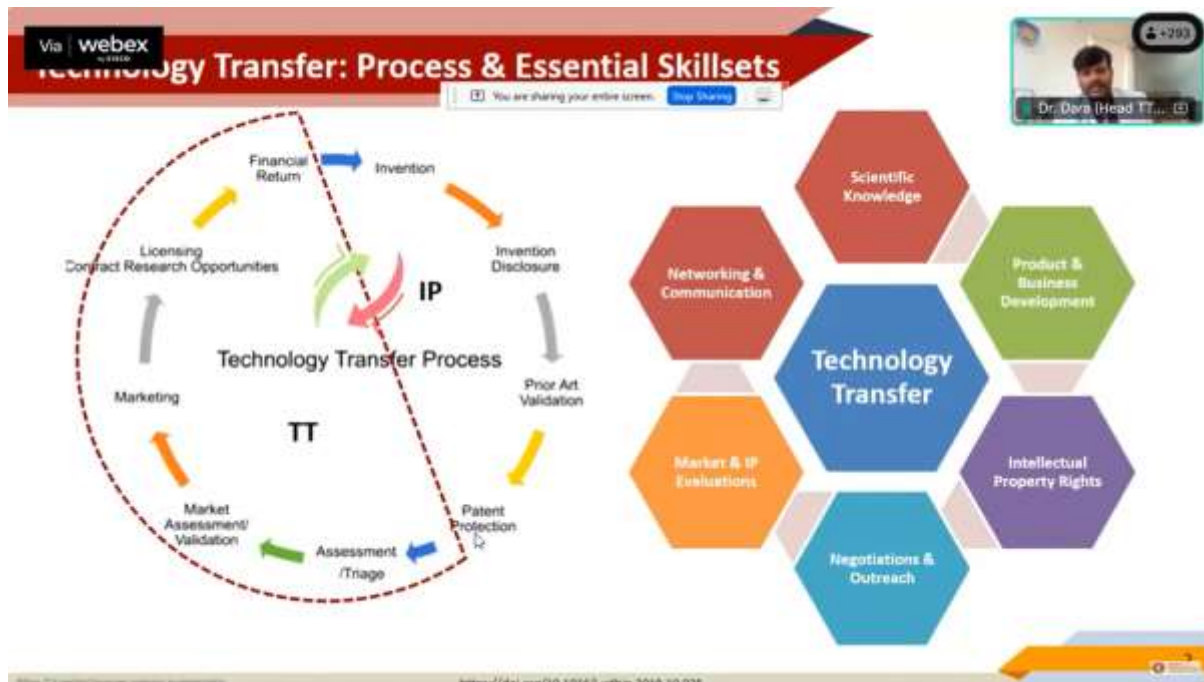 Via webex
by CISCO
Technology Transfer: Process & Essential Skillsets
You are sharing your entire screen. Stop Sharing
+293
Dr. Dara (Head TT...
Financial
Return
Invention
Invention
Disclosure
Prior Art
Validation
Patent
Protection
Assessment
/Triage
Market
Assessment/
Validation
Marketing
Licensing
Contract Research Opportunities
IP
Technology Transfer Process
TT
Scientific
Knowledge
Product &
Business
Development
Intellectual
Property Rights
Negotiations &
Outreach
Market & IP
Evaluations
Networking &
Communication
Technology
Transfer